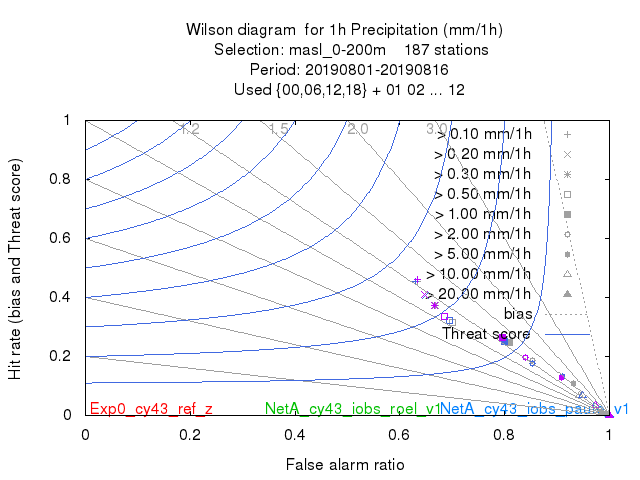 Wilson diagram for 1h Precipitation (mm/1h)
Selection: masl_0-200m 187 stations
Period: 20190801-20190816
Used {00,06,12,18} + 01 02 ... 12
1.2 1.5 2.0 3.0
> 0.10 mm/1h
> 0.20 mm/1h
> 0.30 mm/1h
> 0.50 mm/1h
> 1.00 mm/1h
> 2.00 mm/1h
> 5.00 mm/1h
> 10.00 mm/1h
> 20.00 mm/1h
bias
Threat score
Hit rate (bias and Threat score)
1
0.8
0.6
0.4
0.2
0
Exp0_cy43_ref_z NetA_cy43_iobs_roel_v1 NetA_cy43_iobs_paulo_v1
0 0.2 0.4 0.6 0.8 1
False alarm ratio